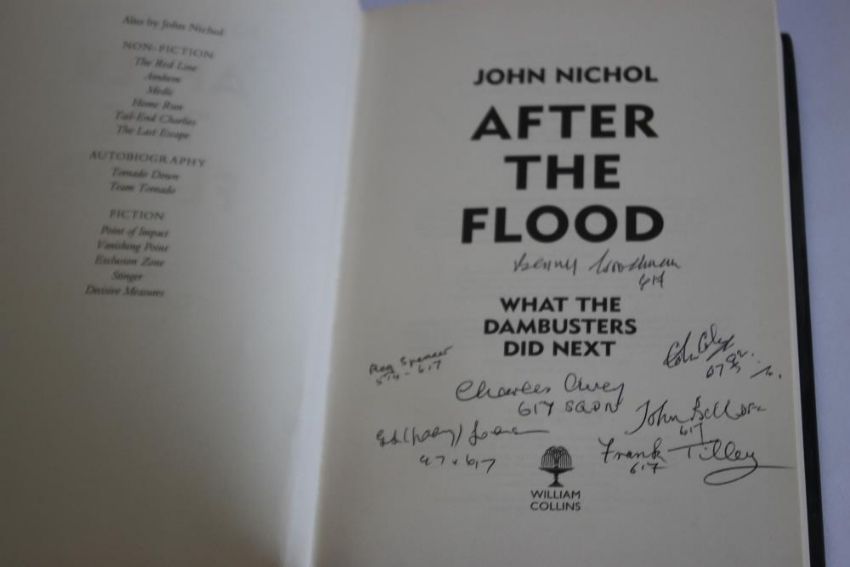 Also by John Nichol
NON-FICTION
The Red Line
Arnhem
Medic
Home Run
Tail-End Charlies
The Last Escape
AUTOBIOGRAPHY
Tornado Down
Team Tornado
FICTION
Point of Impact
Vanishing Point
Exclusion Zone
Stinger
Decisive Measures
JOHN NICHOL
AFTER
THE
FLOOD
Benny Goodman
617
WHAT THE
DAMBUSTERS
DID NEXT
Reg Spencer
617
Charles
617 SQDN
John Bell
617
Frank Tilley
617
WILLIAM
COLLINS